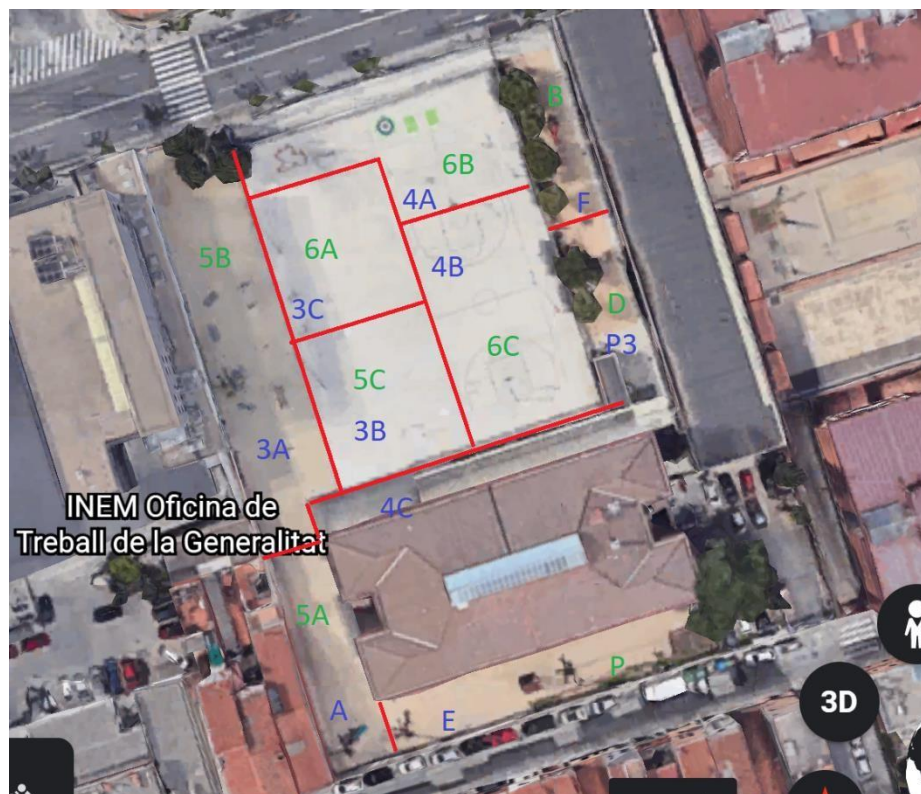 B
6B
4A
F
5B
6A
4B
3C
D
6C
P3
5C
3B
3A
4C
INEM Oficina de
Treball de la Generalitat
5A
P
A
E
3D